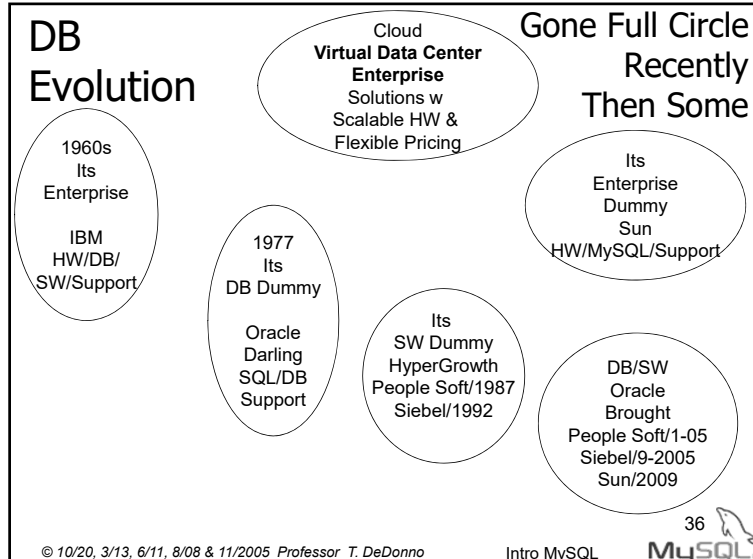 DB
Evolution
Cloud
Virtual Data Center
Enterprise
Solutions w
Scalable HW &
Flexible Pricing
Gone Full Circle
Recently
Then Some
1960s
Its
Enterprise
IBM
HW/DB/
SW/Support
1977
Its
DB Dummy
Oracle
Darling
SQL/DB
Support
Its
SW Dummy
HyperGrowth
People Soft/1987
Siebel/1992
Its
Enterprise
Dummy
Sun
HW/MySQL/Support
DB/SW
Oracle
Brought
People Soft/1-05
Siebel/9-2005
Sun/2009
36
© 10/20, 3/13, 6/11, 8/08 & 11/2005 Professor T. DeDonno
Intro MySQL
MySQL